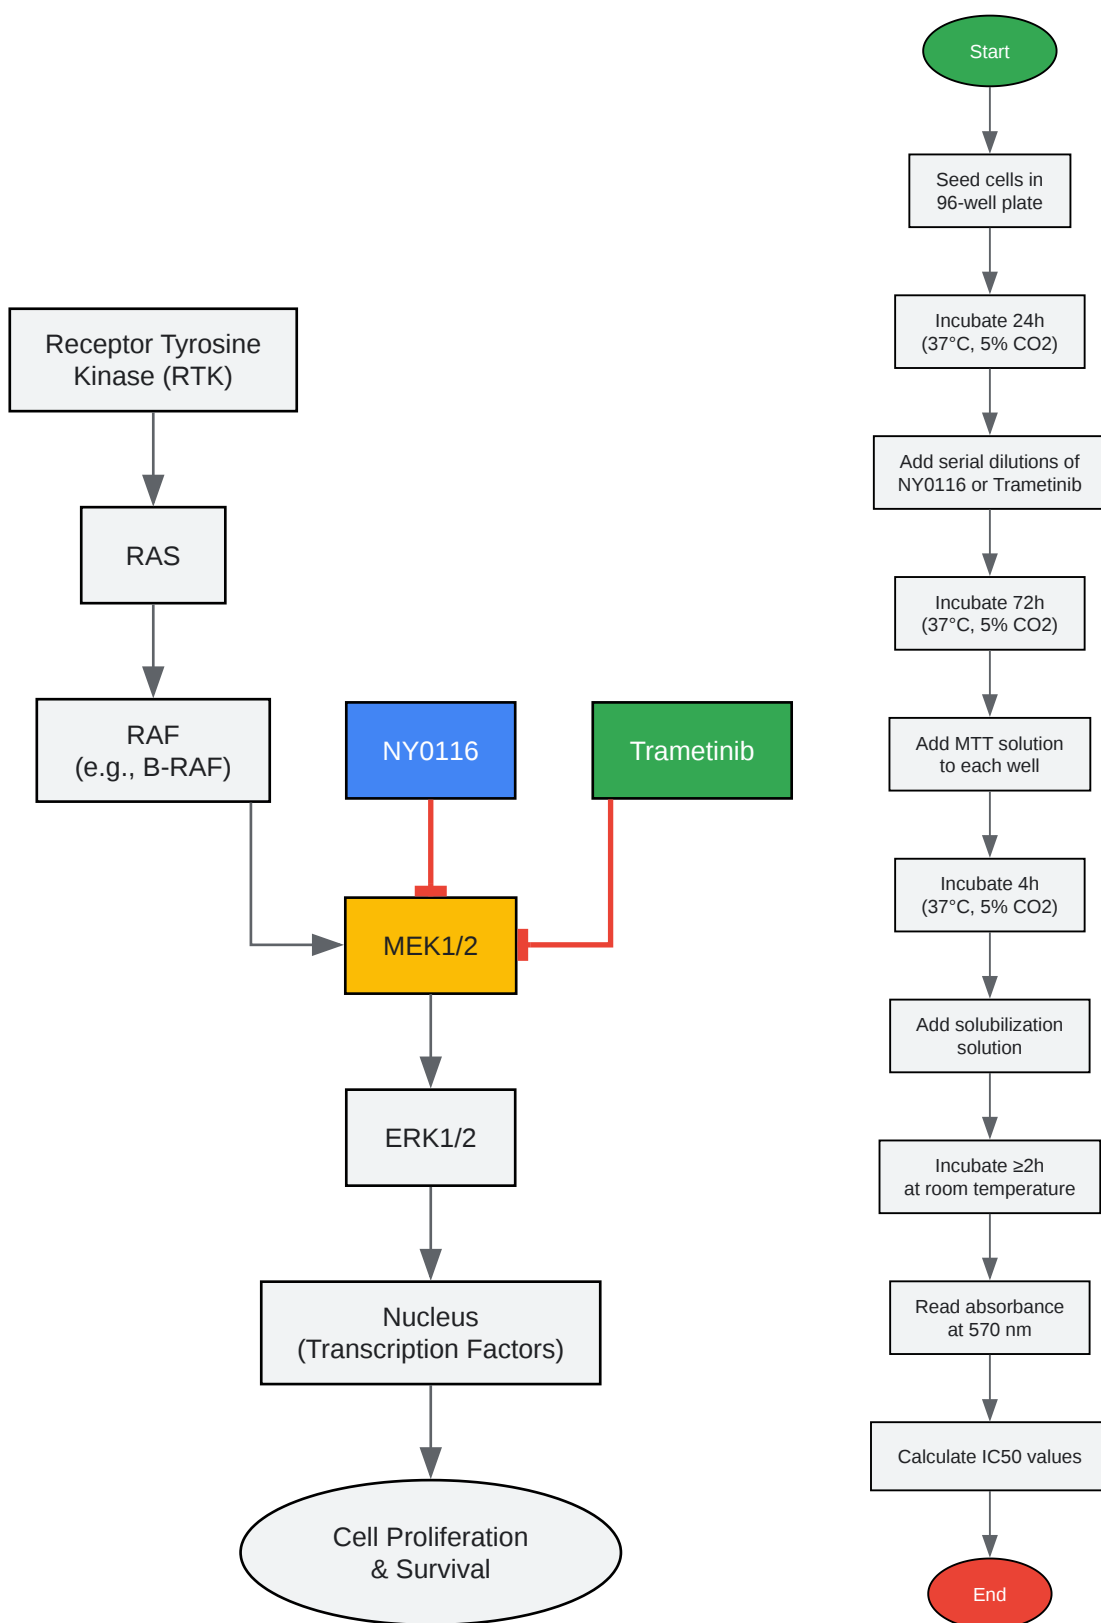 Receptor Tyrosine
Kinase (RTK)
RAS
RAF
(e.g., B-RAF)
NY0116
Trametinib
MEK1/2
ERK1/2
Nucleus
(Transcription Factors)
Cell Proliferation
& Survival
Start
Seed cells in
96-well plate
Incubate 24h
(37°C, 5% CO2)
Add serial dilutions of
NY0116 or Trametinib
Incubate 72h
(37°C, 5% CO2)
Add MTT solution
to each well
Incubate 4h
(37°C, 5% CO2)
Add solubilization
solution
Incubate ≥2h
at room temperature
Read absorbance
at 570 nm
Calculate IC50 values
End